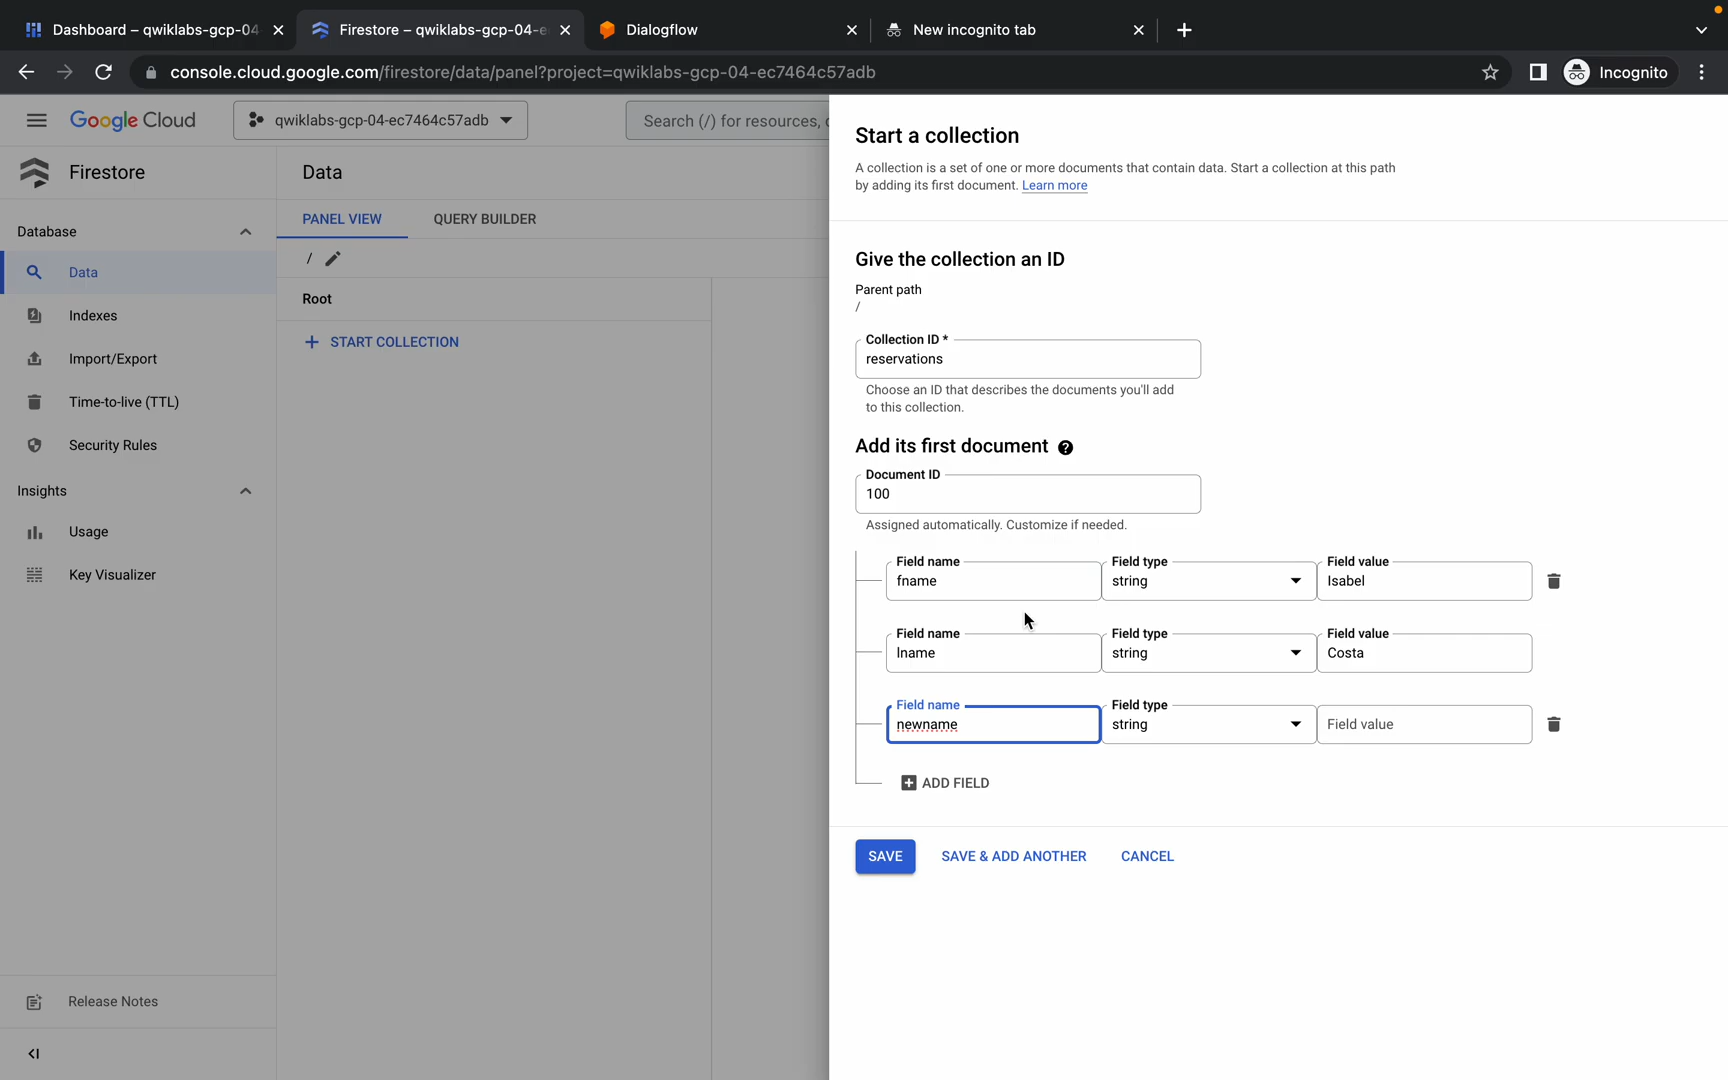 Dashboard – qwiklabs-gcp-04
Firestore – qwiklabs-gcp-04-e
Dialogflow
New incognito tab
console.cloud.google.com/firestore/data/panel?project=qwiklabs-gcp-04-ec7464c57adb
Incognito
Google Cloud
qwiklabs-gcp-04-ec7464c57adb
Search (/) for resources,
Firestore
Database
Data
Indexes
Import/Export
Time-to-live (TTL)
Security Rules
Insights
Usage
Key Visualizer
Release Notes
Data
PANEL VIEW
QUERY BUILDER
/
Root
START COLLECTION
Start a collection
A collection is a set of one or more documents that contain data. Start a collection at this path
by adding its first document. Learn more
Give the collection an ID
Parent path
/
Collection ID *
reservations
Choose an ID that describes the documents you'll add
to this collection.
Add its first document
Document ID
100
Assigned automatically. Customize if needed.
Field name
fname
Field type
string
Field value
Isabel
Field name
lname
Field type
string
Field value
Costa
Field name
newname
Field type
string
Field value
ADD FIELD
SAVE
SAVE & ADD ANOTHER
CANCEL